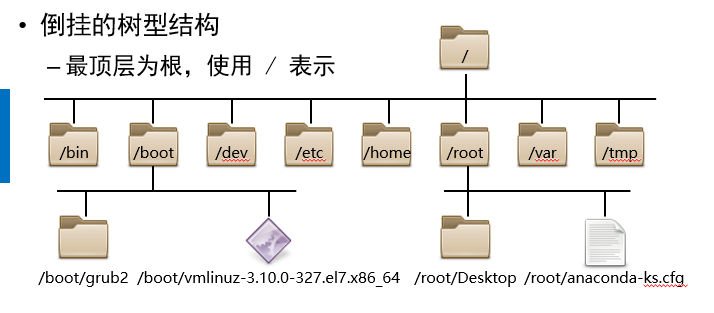 • 倒挂的树型结构
– 最顶层为根，使用 / 表示
/
/bin /boot /dev /etc /home /root /var /tmp
/boot/grub2 /boot/vmlinuz-3.10.0-327.el7.x86_64 /root/Desktop /root/anaconda-ks.cfg